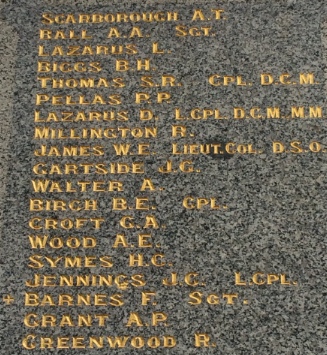 SCARBOROUGH A.T.
RALL A.A. SGT.
LAZARUS L.
BIGGS B.H.
THOMAS S.R. CPL. D.C.M.
PELLAS P.P.
LAZARUS D. L.CPL. D.C.M. M.M.
MILLINGTON R.
JAMES W.E. LIEUT. COL. D.S.O.
GARTSIDE J.G.
WALTER A.
BIRCH B.E. CPL.
CROFT G.A.
WOOD A.E.
SYMES H.C.
JENNINGS J.C. L.CPL.
+ BARNES F. SGT.
GRANT A.P.
GREENWOOD R.